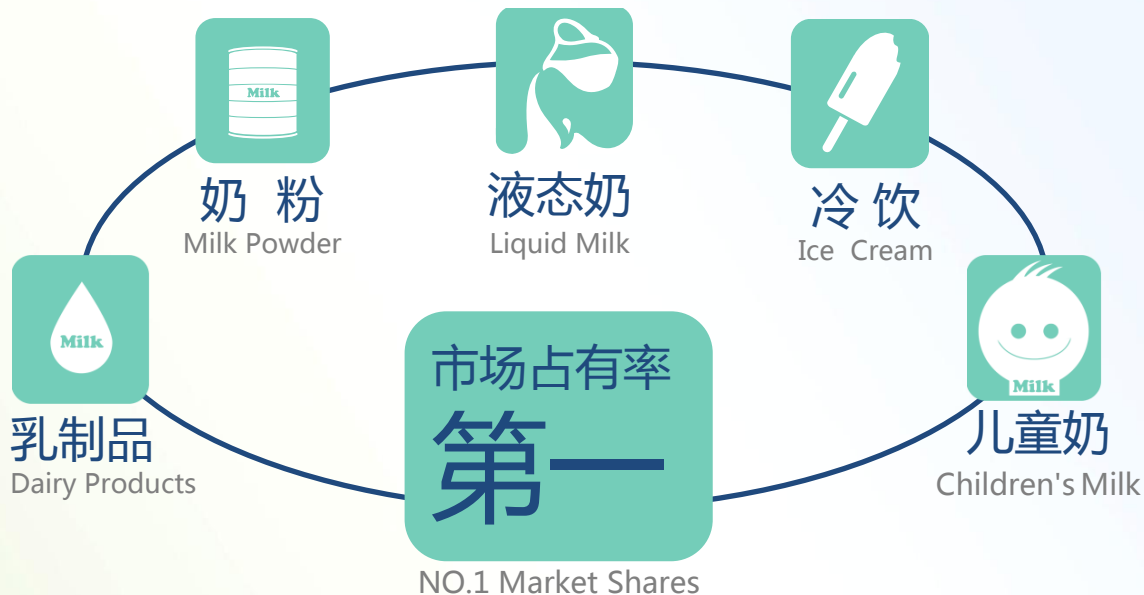 Milk
奶 粉
Milk Powder
液态奶
Liquid Milk
冷饮
Ice Cream
Milk
乳制品
Dairy Products
Milk
儿童奶
Children's Milk
市场占有率
第一
NO.1 Market Shares